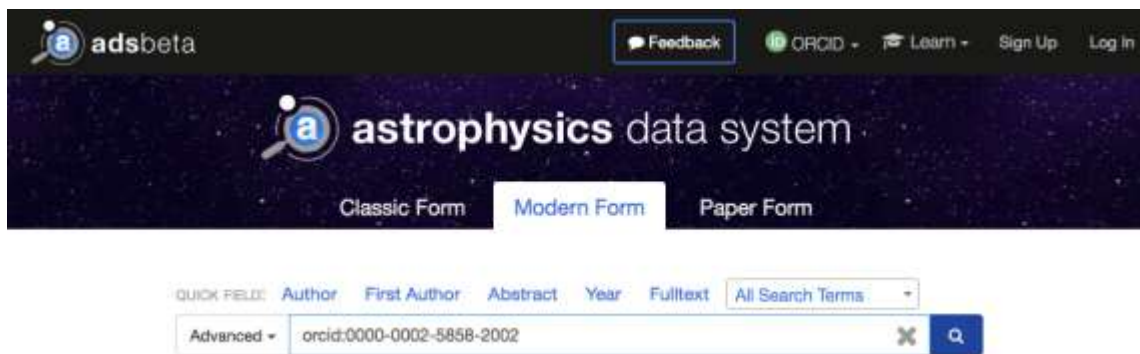 adsbeta Feedback ORCID Learn Sign Up Log In
astrophysics data system
Classic Form Modern Form Paper Form
QUICK FIELD: Author First Author Abstract Year Fulltext All Search Terms
Advanced orcid:0000-0002-5858-2002